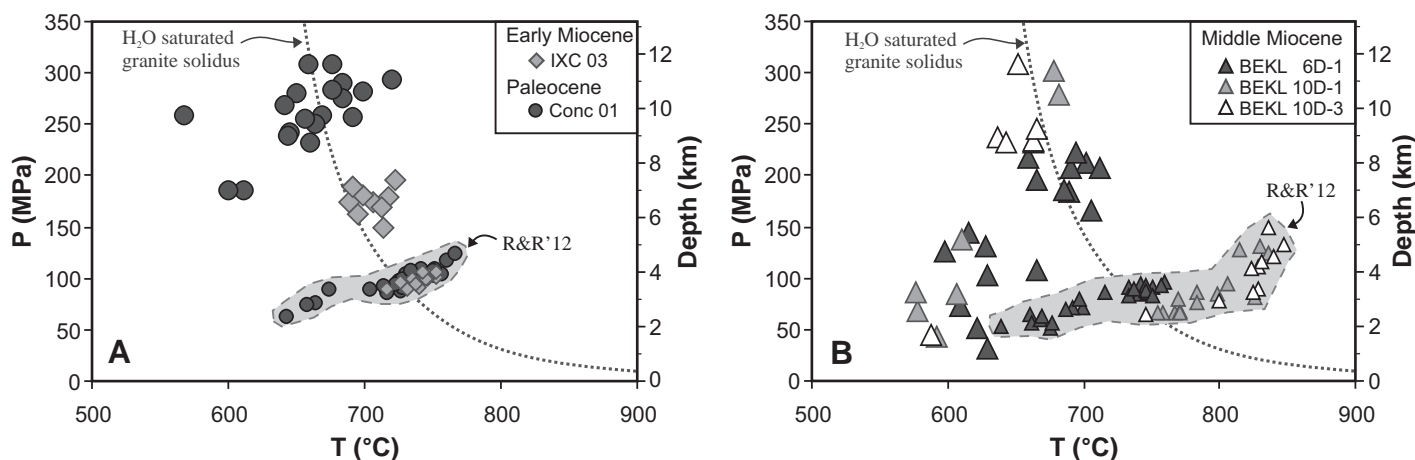 350
300
250
200
150
100
50
0
P (MPa)
H₂O saturated
granite solidus
Early Miocene
IXC 03
Paleocene
Conc 01
R&R'12
A
12
10
8
6
4
2
0
Depth (km)
500 600 700 800 900
T (°C)
350
300
250
200
150
100
50
0
P (MPa)
H₂O saturated
granite solidus
Middle Miocene
BEKL 6D-1
BEKL 10D-1
BEKL 10D-3
R&R'12
B
12
10
8
6
4
2
0
Depth (km)
500 600 700 800 900
T (°C)